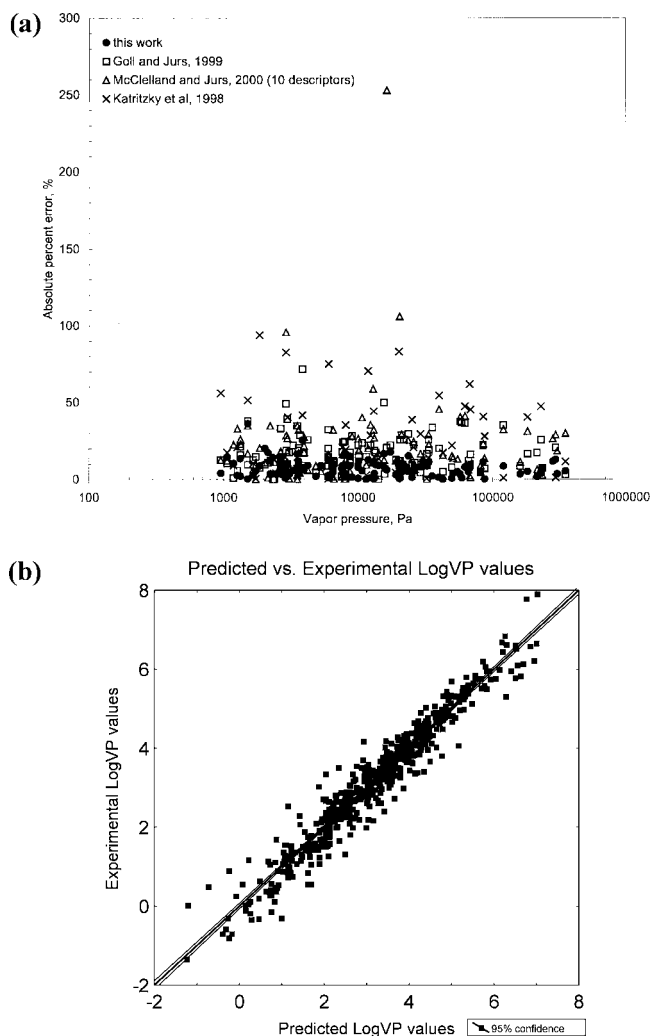 (a)
300
250
200
150
100
50
0
Absolute percent error, %
this work
Goll and Jurs, 1999
McClelland and Jurs, 2000 (10 descriptors)
Katritzky et al, 1998
100 1000 10000 100000 1000000
Vapor pressure, Pa
(b)
Predicted vs. Experimental LogVP values
8
6
4
2
0
-2
Experimental LogVP values
-2 0 2 4 6 8
Predicted LogVP values
95% confidence